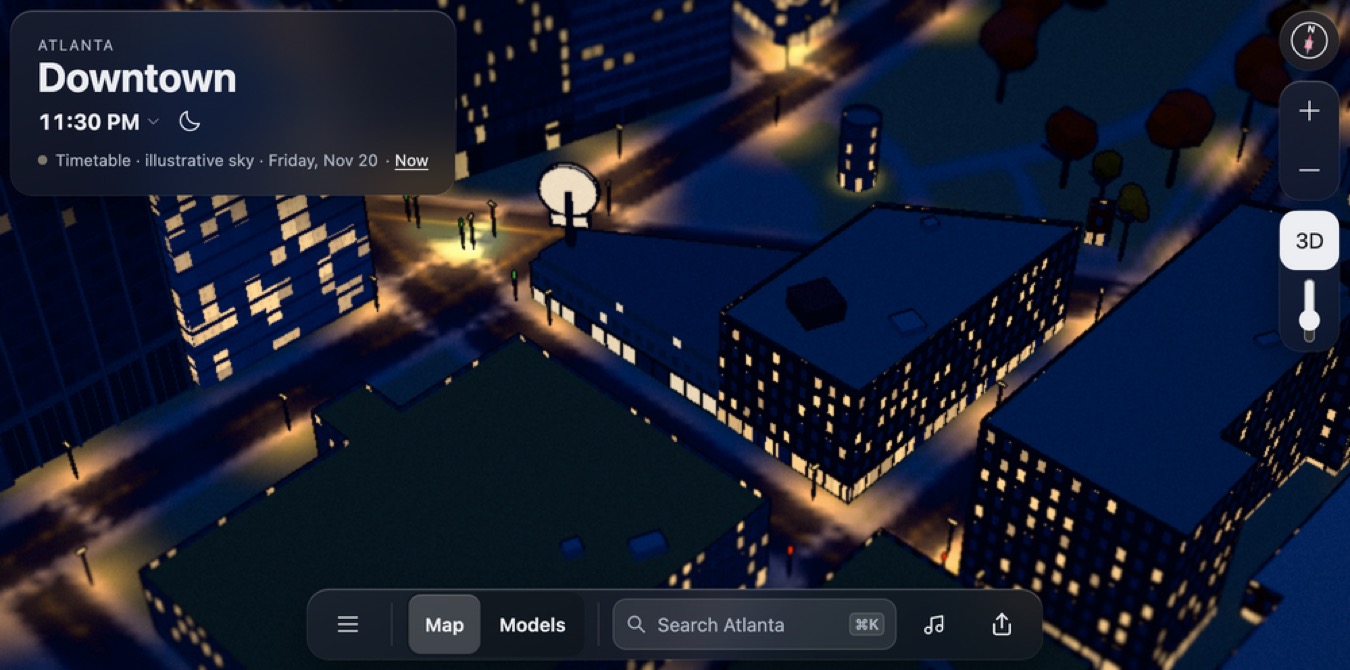 ATLANTA
Downtown
11:30 PM
Timetable · illustrative sky · Friday, Nov 20 · Now
N
3D
Map
Models
Search Atlanta
⌘K